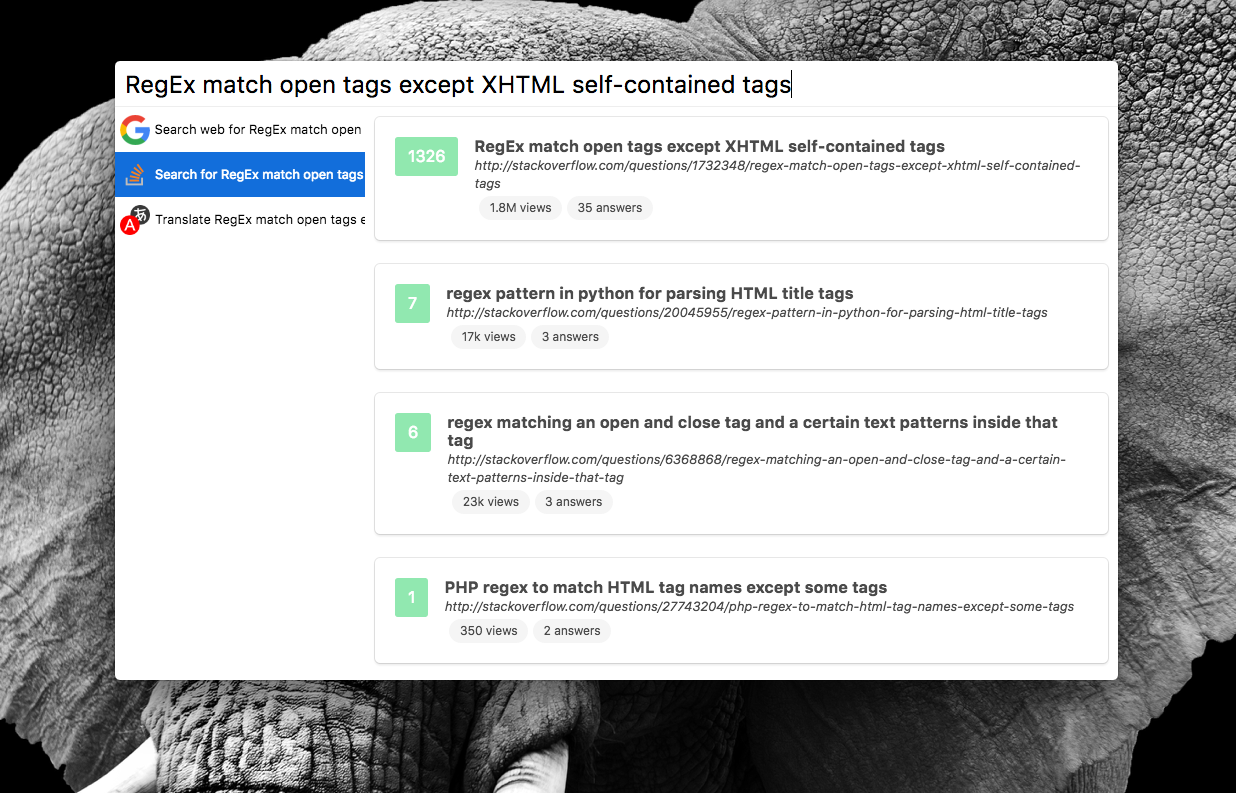 RegEx match open tags except XHTML self-contained tags
Search web for RegEx match open
Search for RegEx match open tags
A あ Translate RegEx match open tags e
1326
RegEx match open tags except XHTML self-contained tags
http://stackoverflow.com/questions/1732348/regex-match-open-tags-except-xhtml-self-contained-
tags
1.8M views 35 answers
7
regex pattern in python for parsing HTML title tags
http://stackoverflow.com/questions/20045955/regex-pattern-in-python-for-parsing-html-title-tags
17k views 3 answers
6
regex matching an open and close tag and a certain text patterns inside that
tag
http://stackoverflow.com/questions/6368868/regex-matching-an-open-and-close-tag-and-a-certain-
text-patterns-inside-that-tag
23k views 3 answers
1
PHP regex to match HTML tag names except some tags
http://stackoverflow.com/questions/27743204/php-regex-to-match-html-tag-names-except-some-tags
350 views 2 answers